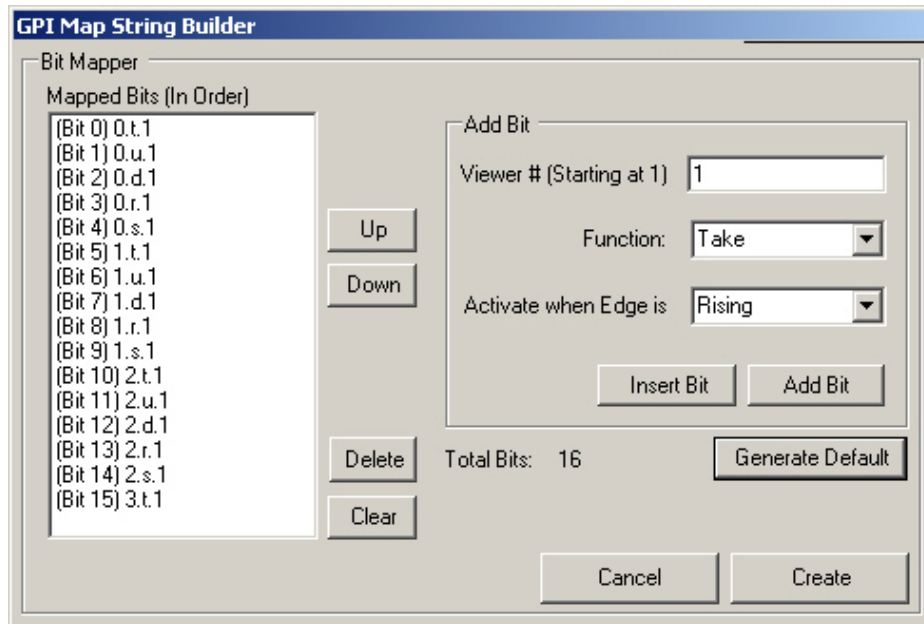 GPI Map String Builder
Bit Mapper
Mapped Bits (In Order)
(Bit 0) 0.t.1
(Bit 1) 0.u.1
(Bit 2) 0.d.1
(Bit 3) 0.r.1
(Bit 4) 0.s.1
(Bit 5) 1.t.1
(Bit 6) 1.u.1
(Bit 7) 1.d.1
(Bit 8) 1.r.1
(Bit 9) 1.s.1
(Bit 10) 2.t.1
(Bit 11) 2.u.1
(Bit 12) 2.d.1
(Bit 13) 2.r.1
(Bit 14) 2.s.1
(Bit 15) 3.t.1
Up
Down
Delete
Clear
Add Bit
Viewer # (Starting at 1) 1
Function: Take
Activate when Edge is Rising
Insert Bit Add Bit
Total Bits: 16 Generate Default
Cancel Create